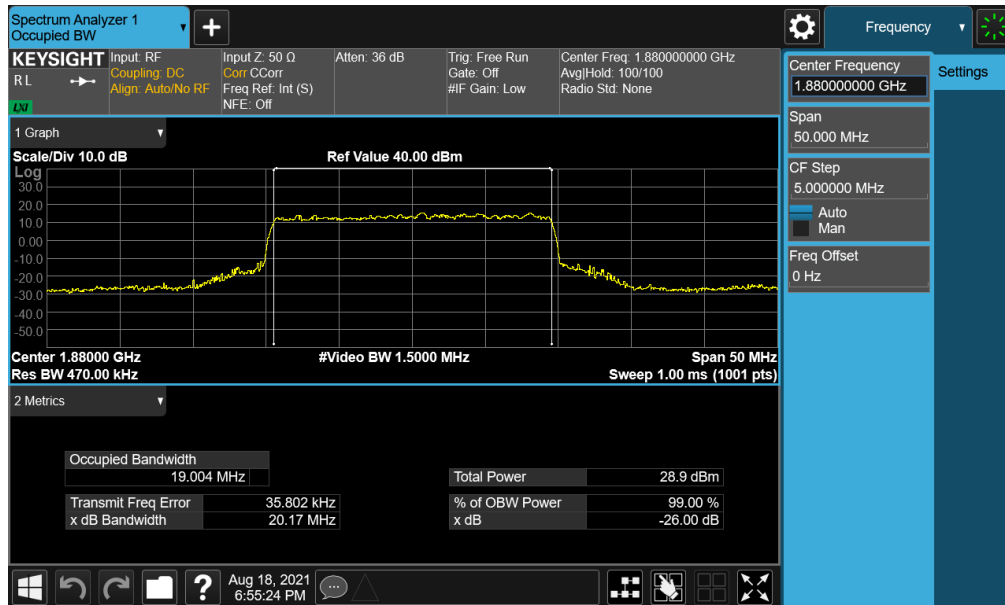 Spectrum Analyzer 1
Occupied BW
+
Frequency
KEYSIGHT
R L
LXI
Input: RF
Coupling: DC
Align: Auto/No RF
Input Z: 50 Ω
Corr CCorr
Freq Ref: Int (S)
NFE: Off
Atten: 36 dB
Trig: Free Run
Gate: Off
#IF Gain: Low
Center Freq: 1.880000000 GHz
Avg|Hold: 100/100
Radio Std: None
Center Frequency
1.880000000 GHz
Settings
Span
50.000 MHz
CF Step
5.000000 MHz
Auto
Man
Freq Offset
0 Hz
1 Graph
Scale/Div 10.0 dB
Ref Value 40.00 dBm
Log
30.0
20.0
10.0
0.00
-10.0
-20.0
-30.0
-40.0
-50.0
Center 1.88000 GHz
#Video BW 1.5000 MHz
Span 50 MHz
Res BW 470.00 kHz
Sweep 1.00 ms (1001 pts)
2 Metrics
Occupied Bandwidth
19.004 MHz
Total Power 28.9 dBm
Transmit Freq Error 35.802 kHz
% of OBW Power 99.00 %
x dB Bandwidth 20.17 MHz
x dB -26.00 dB
?
Aug 18, 2021
6:55:24 PM